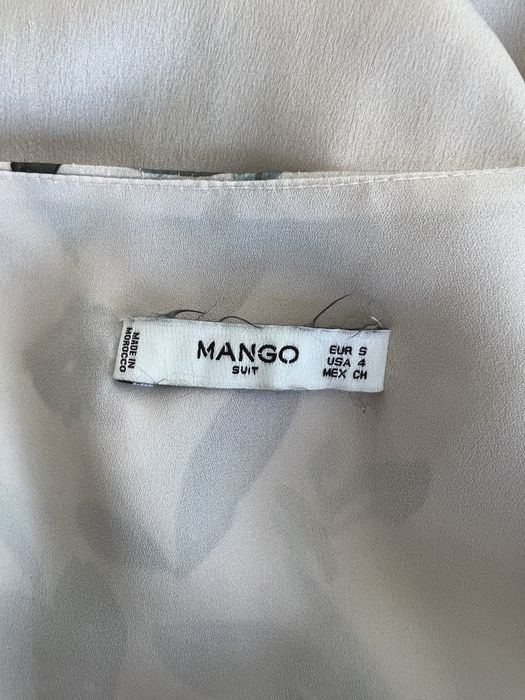 MADE IN
MOROCCO
MANGO
SUIT
EUR S
USA 4
MEX CH